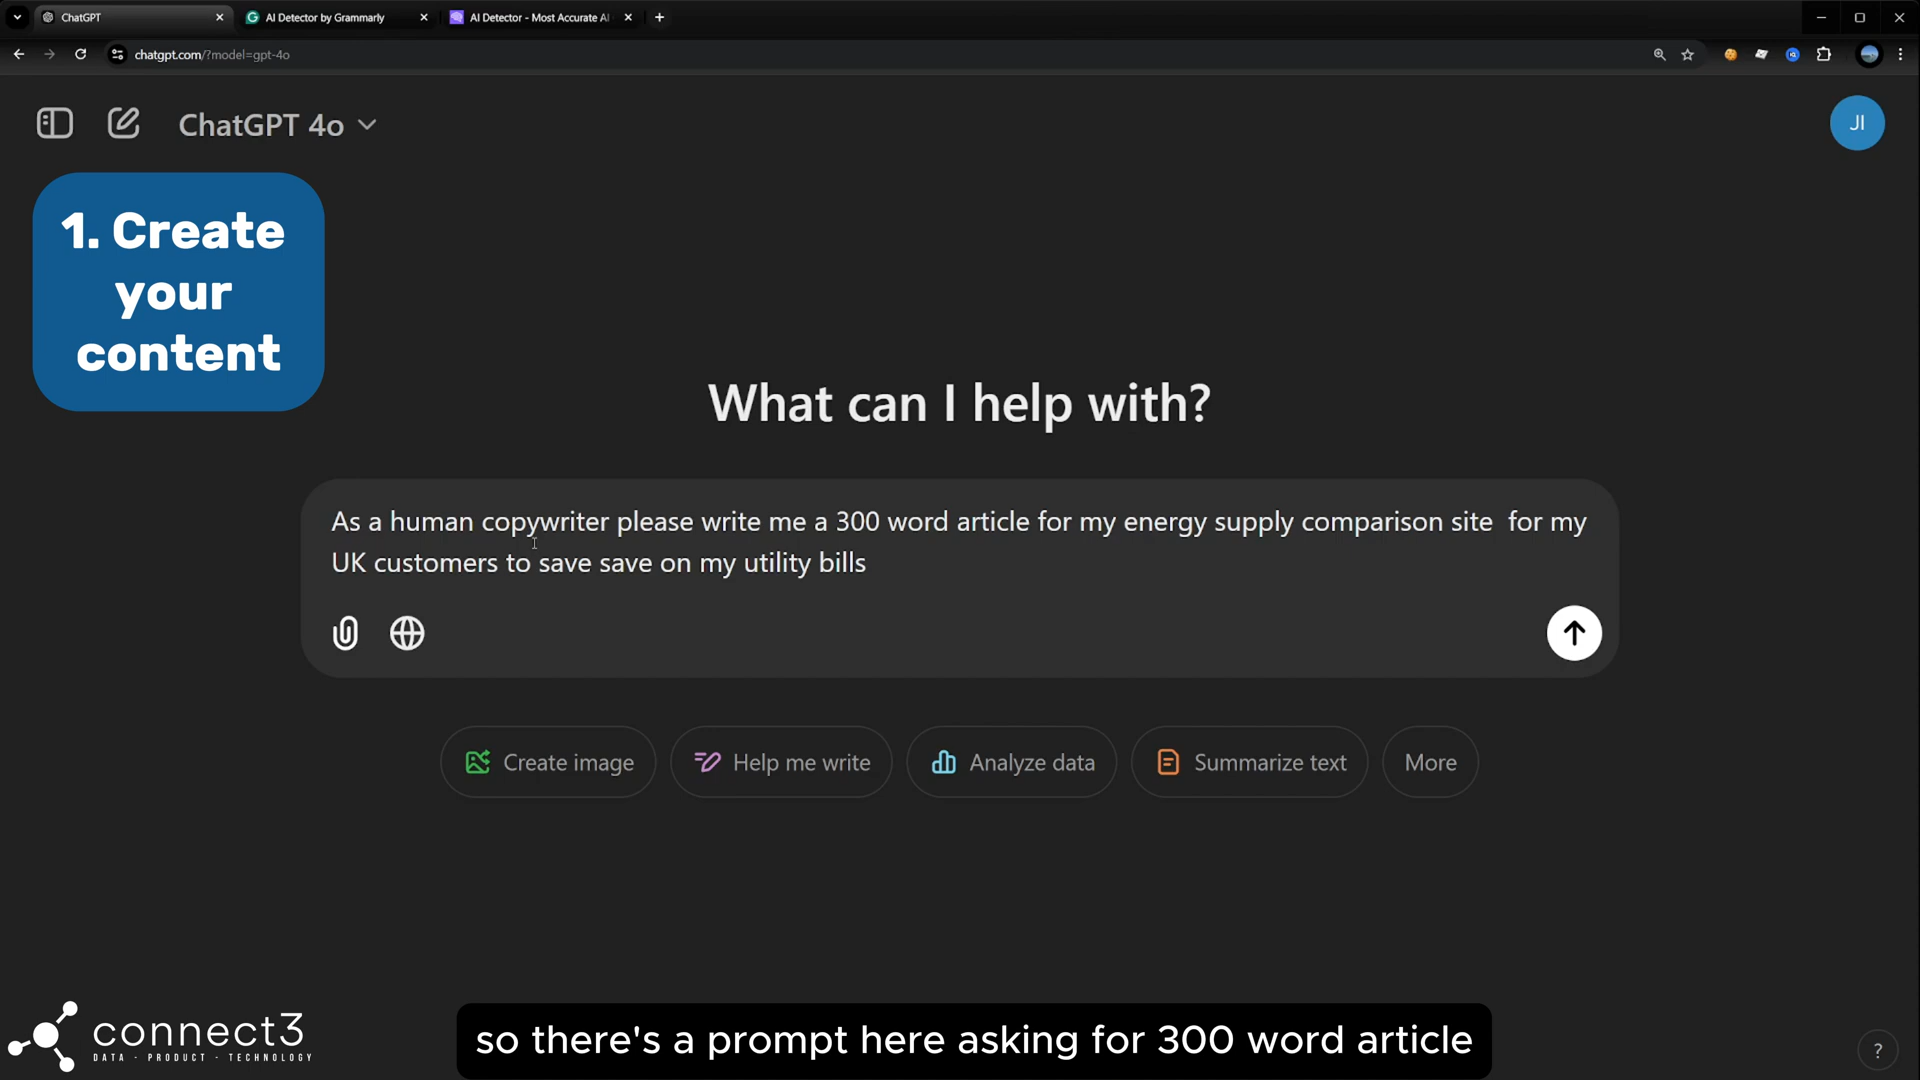 ChatGPT
AI Detector by Grammarly
AI Detector - Most Accurate AI
chatgpt.com/?model=gpt-4o
ChatGPT 4o
JI
1. Create
your
content
What can I help with?
As a human copywriter please write me a 300 word article for my energy supply comparison site  for my
UK customers to save save on my utility bills
Create image
Help me write
Analyze data
Summarize text
More
connect3
DATA - PRODUCT - TECHNOLOGY
so there's a prompt here asking for 300 word article
?